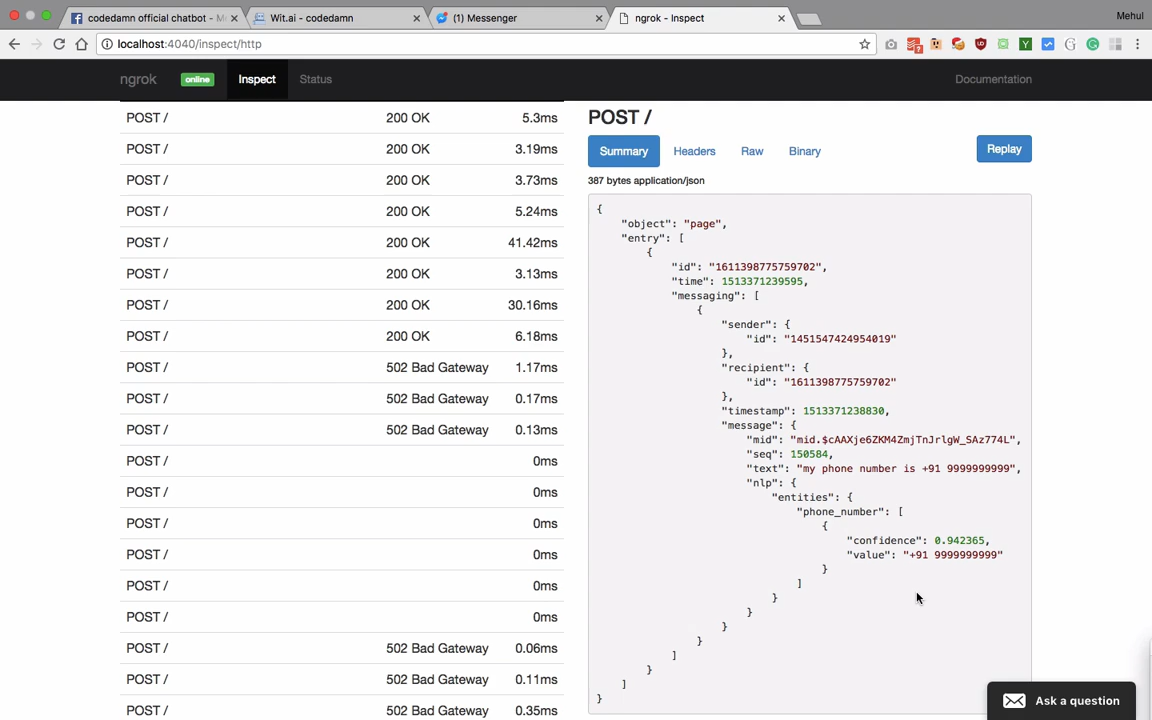 codedamn official chatbot - Me
Wit.ai - codedamn
(1) Messenger
ngrok - Inspect
Mehul
localhost:4040/inspect/http
ngrok online Inspect Status Documentation
POST / 200 OK 5.3ms
POST / 200 OK 3.19ms
POST / 200 OK 3.73ms
POST / 200 OK 5.24ms
POST / 200 OK 41.42ms
POST / 200 OK 3.13ms
POST / 200 OK 30.16ms
POST / 200 OK 6.18ms
POST / 502 Bad Gateway 1.17ms
POST / 502 Bad Gateway 0.17ms
POST / 502 Bad Gateway 0.13ms
POST / 0ms
POST / 0ms
POST / 0ms
POST / 0ms
POST / 0ms
POST / 0ms
POST / 502 Bad Gateway 0.06ms
POST / 502 Bad Gateway 0.11ms
POST / 502 Bad Gateway 0.35ms
POST /
Summary Headers Raw Binary Replay
387 bytes application/json
{
"object": "page",
"entry": [
{
"id": "1611398775759702",
"time": 1513371239595,
"messaging": [
{
"sender": {
"id": "1451547424954019"
},
"recipient": {
"id": "1611398775759702"
},
"timestamp": 1513371238830,
"message": {
"mid": "mid.$cAAXje6ZKM4ZmjTnJrlgW_SAz774L",
"seq": 150584,
"text": "my phone number is +91 9999999999",
"nlp": {
"entities": {
"phone_number": [
{
"confidence": 0.942365,
"value": "+91 9999999999"
}
]
}
}
}
}
]
}
]
}
Ask a question